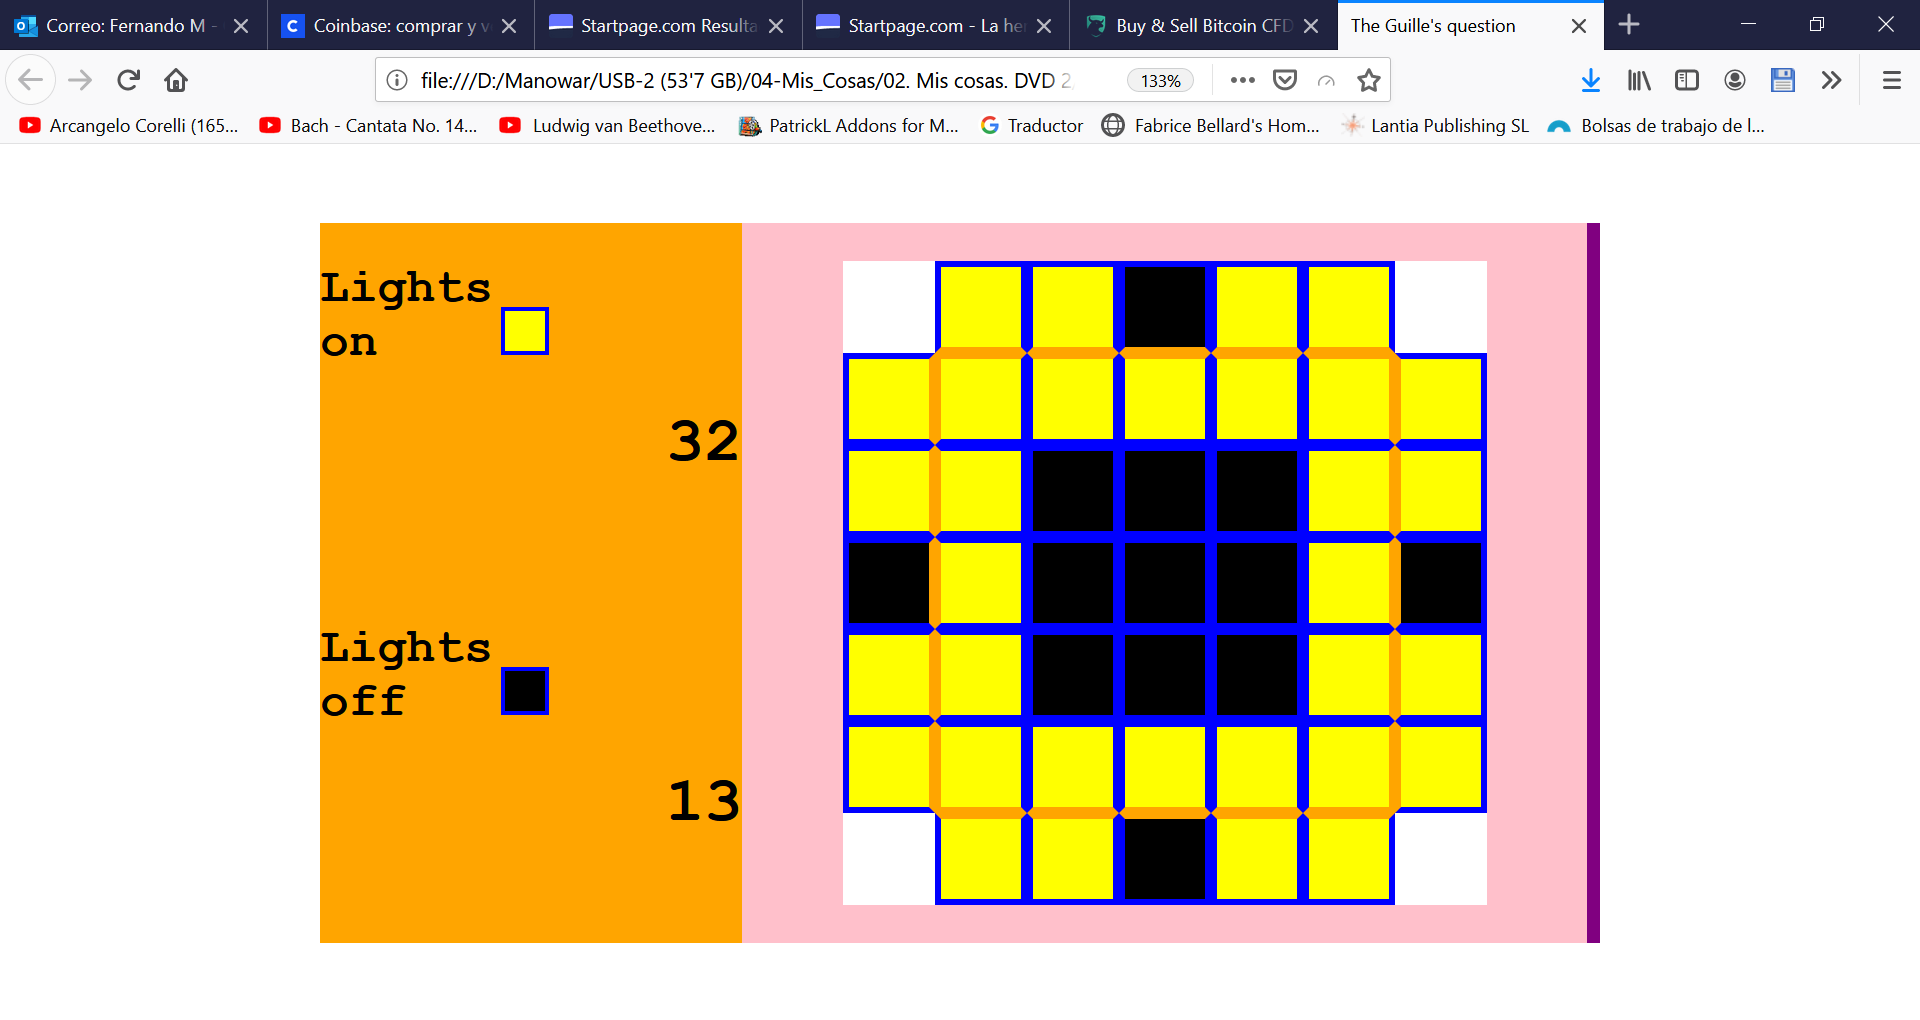 Correo: Fernando M -
Coinbase: comprar y v
Startpage.com Resulta
Startpage.com - La he
Buy & Sell Bitcoin CFD
The Guille's question
file:///D:/Manowar/USB-2 (53'7 GB)/04-Mis_Cosas/02. Mis cosas. DVD 2
133%
Arcangelo Corelli (165...
Bach - Cantata No. 14...
Ludwig van Beethove...
PatrickL Addons for M...
Traductor
Fabrice Bellard's Hom...
Lantia Publishing SL
Bolsas de trabajo de l...
Lights
on
32
Lights
off
13